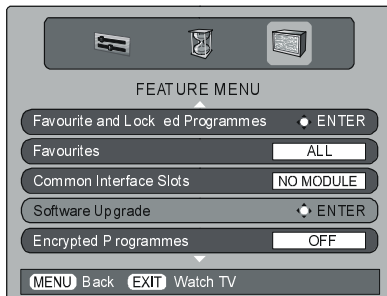 FEATURE MENU
Favourite and Lock ed Programmes ENTER
Favourites ALL
Common Interface Slots NO MODULE
Software Upgrade ENTER
Encrypted P rogrammes OFF
MENU Back EXIT Watch TV